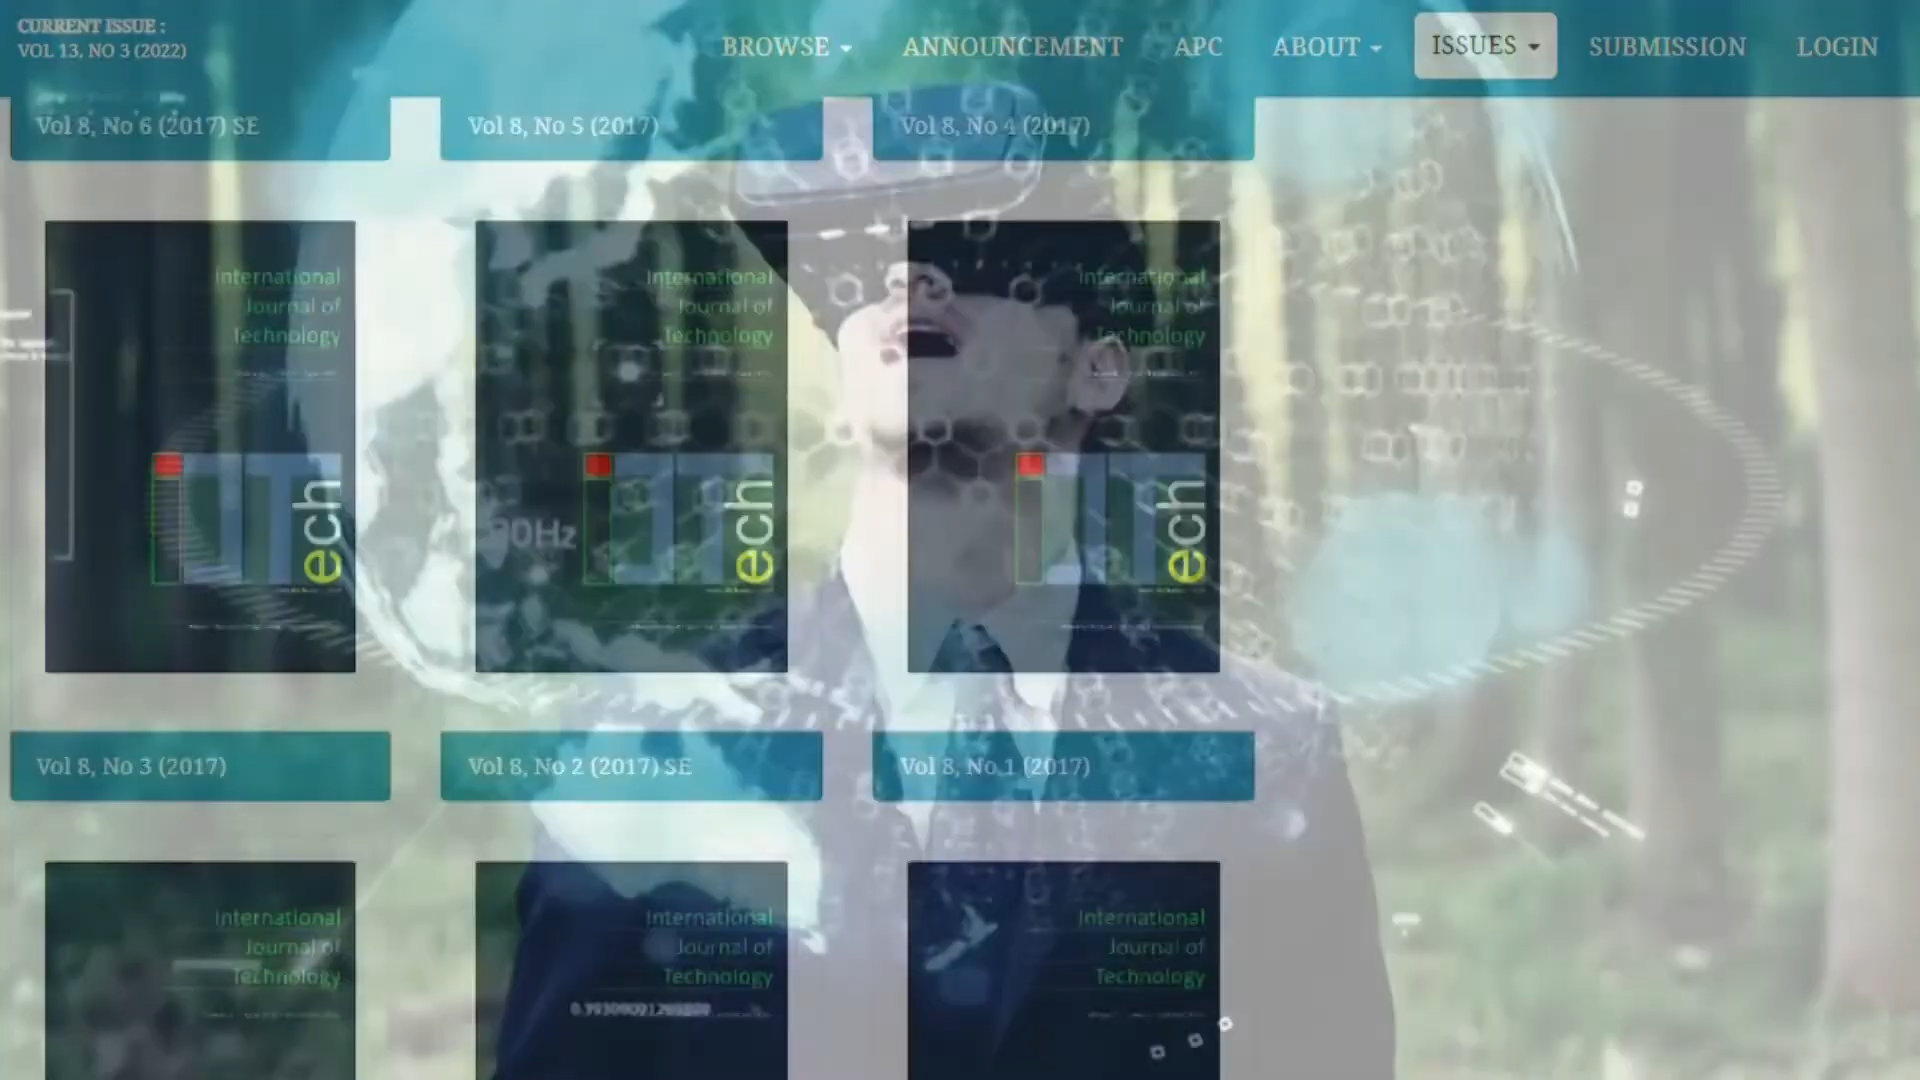 CURRENT ISSUE :
VOL 13, NO 3 (2022)
BROWSE
ANNOUNCEMENT
APC
ABOUT
ISSUES
SUBMISSION
LOGIN
Vol 8, No 6 (2017) SE
Vol 8, No 5 (2017)
Vol 8, No 4 (2017)
International
Journal of
Technology
IJTech
International
Journal of
Technology
IJTech
International
Journal of
Technology
IJTech
Vol 8, No 3 (2017)
Vol 8, No 2 (2017) SE
Vol 8, No 1 (2017)
International
Journal of
Technology
International
Journal of
Technology
International
Journal of
Technology